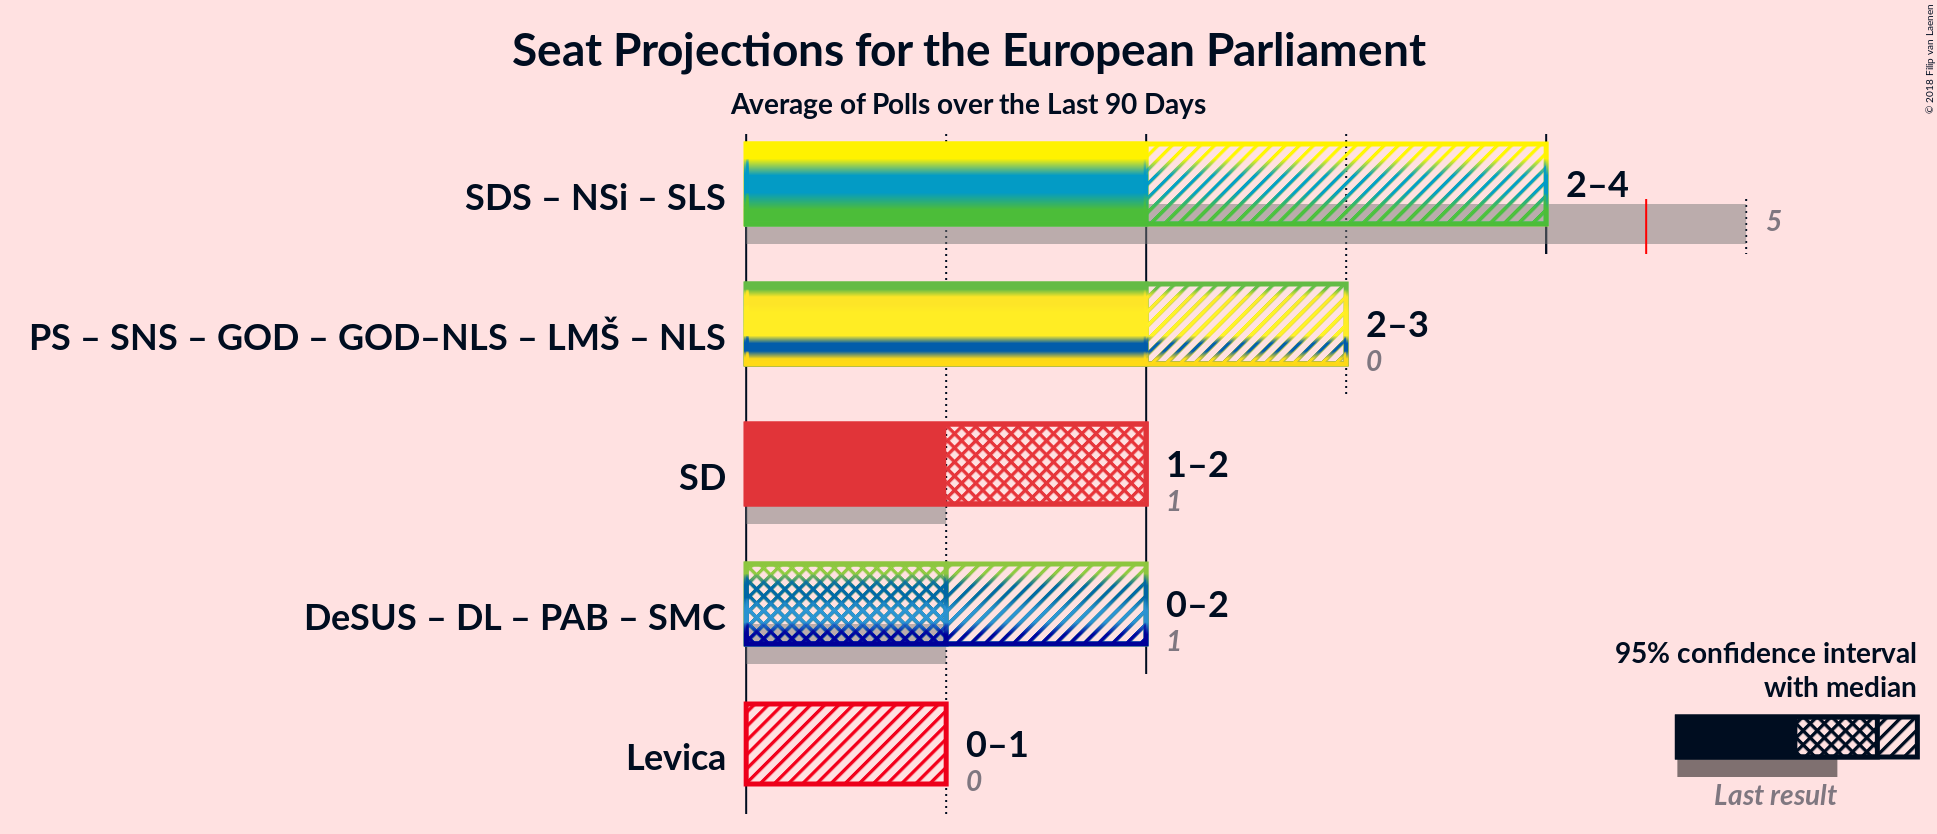 Seat Projections for the European Parliament
Average of Polls over the Last 90 Days
© 2018 Filip van Laenen
SDS – NSi – SLS
2–4
5
PS – SNS – GOD – GOD–NLS – LMŠ – NLS
2–3
0
SD
1–2
1
DeSUS – DL – PAB – SMC
0–2
1
Levica
0–1
0
95% confidence interval
with median
Last result